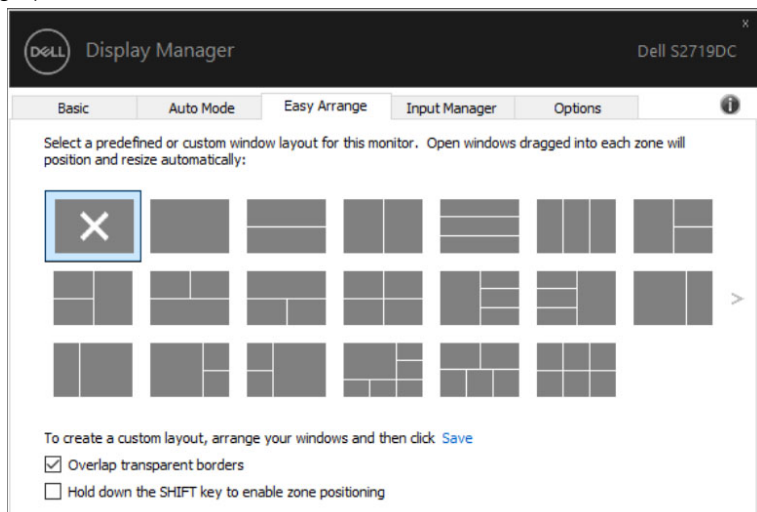 x
DELL
Display Manager
Dell S2719DC
Basic
Auto Mode
Easy Arrange
Input Manager
Options
Select a predefined or custom window layout for this monitor. Open windows dragged into each zone will
position and resize automatically:
>
To create a custom layout, arrange your windows and then click Save
Overlap transparent borders
Hold down the SHIFT key to enable zone positioning